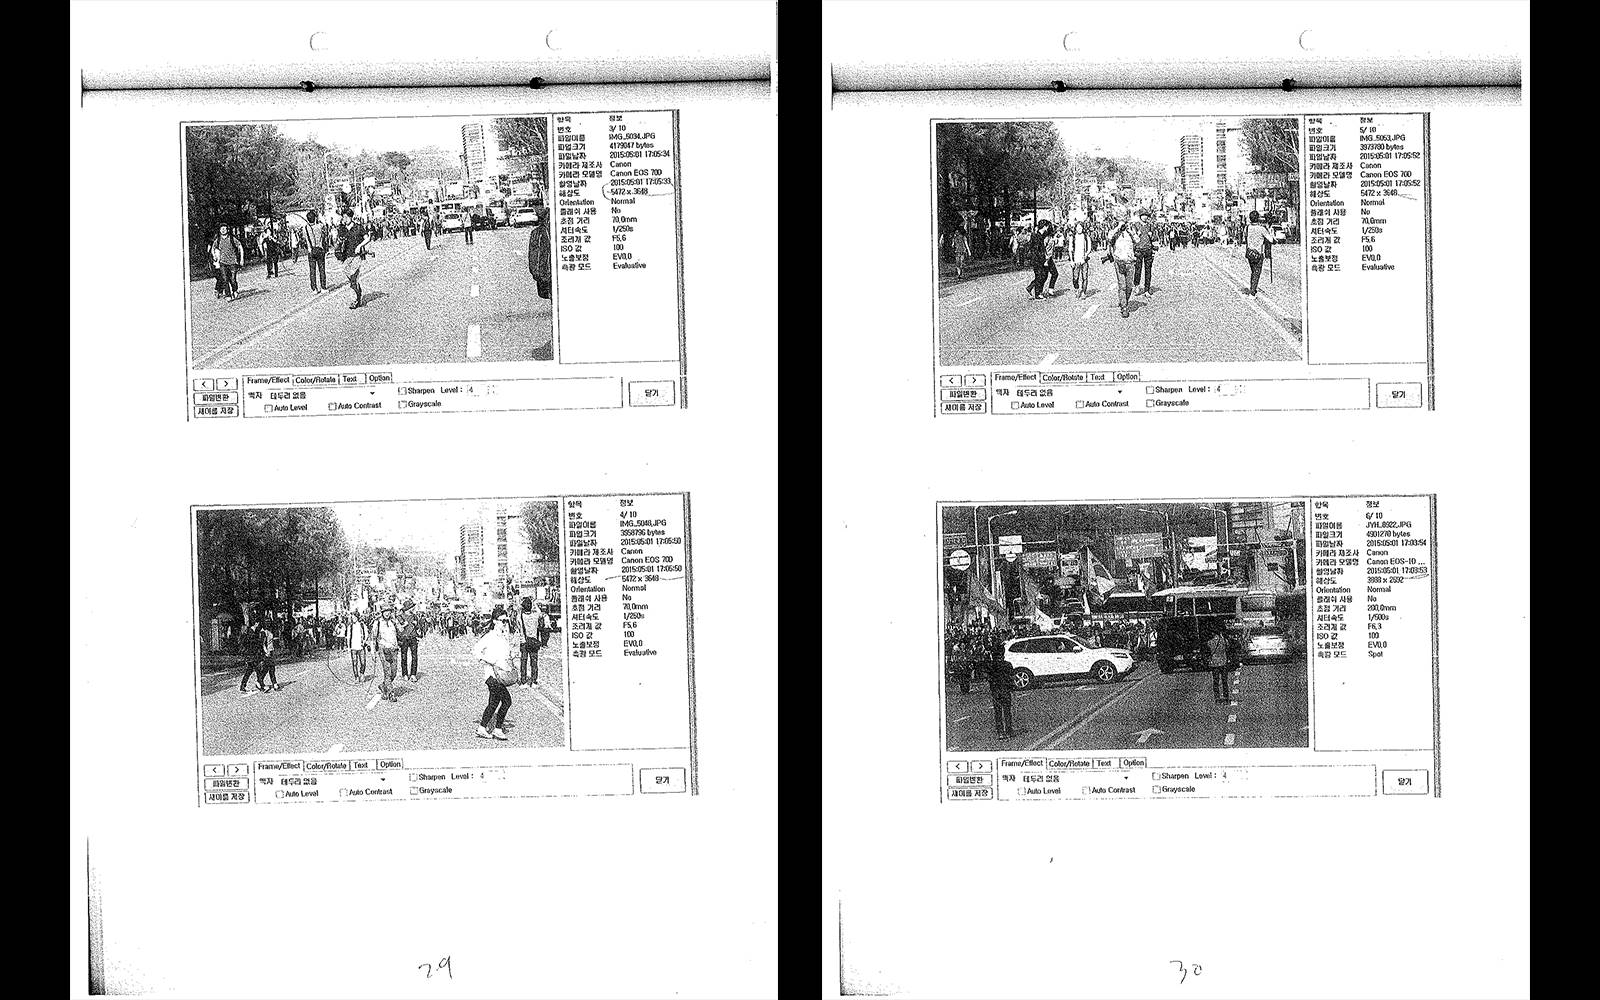 항목 정보
번호 3/ 10
파일이름 IMG_5034.JPG
파일크기 4179047 bytes
파일날짜 2015:05:01 17:05:34
카메라 제조사 Canon
카메라 모델명 Canon EOS 70D
촬영날짜 2015:05:01 17:05:33
해상도 5472 x 3648
Orientation Normal
플래쉬 사용 No
초점 거리 70,0mm
셔터속도 1/250s
조리개 값 F5,6
ISO 값 100
노출보정 EV0,0
측광 모드 Evaluative
< >
Frame/Effect Color/Rotate Text Option
파일변환
액자 테두리 없음
Sharpen Level : 4
새이름 저장
Auto Level Auto Contrast Grayscale
닫기
항목 정보
번호 4/ 10
파일이름 IMG_5048.JPG
파일크기 3958796 bytes
파일날짜 2015:05:01 17:05:50
카메라 제조사 Canon
카메라 모델명 Canon EOS 70D
촬영날짜 2015:05:01 17:05:50
해상도 5472 x 3648
Orientation Normal
플래쉬 사용 No
초점 거리 70,0mm
셔터속도 1/250s
조리개 값 F5,6
ISO 값 100
노출보정 EV0,0
측광 모드 Evaluative
< >
Frame/Effect Color/Rotate Text Option
파일변환
액자 테두리 없음
Sharpen Level : 4
새이름 저장
Auto Level Auto Contrast Grayscale
닫기
29
항목 정보
번호 5/ 10
파일이름 IMG_5053.JPG
파일크기 3973780 bytes
파일날짜 2015:05:01 17:05:52
카메라 제조사 Canon
카메라 모델명 Canon EOS 70D
촬영날짜 2015:05:01 17:05:52
해상도 5472 x 3648
Orientation Normal
플래쉬 사용 No
초점 거리 70,0mm
셔터속도 1/250s
조리개 값 F5,6
ISO 값 100
노출보정 EV0,0
측광 모드 Evaluative
< >
Frame/Effect Color/Rotate Text Option
파일변환
액자 테두리 없음
Sharpen Level : 4
새이름 저장
Auto Level Auto Contrast Grayscale
닫기
항목 정보
번호 6/ 10
파일이름 JYH_8922.JPG
파일크기 4901270 bytes
파일날짜 2015:05:01 17:03:54
카메라 제조사 Canon
카메라 모델명 Canon EOS-1D ...
촬영날짜 2015:05:01 17:03:53
해상도 3888 x 2592
Orientation Normal
플래쉬 사용 No
초점 거리 200,0mm
셔터속도 1/500s
조리개 값 F6,3
ISO 값 100
노출보정 EV0,0
측광 모드 Spot
< >
Frame/Effect Color/Rotate Text Option
파일변환
액자 테두리 없음
Sharpen Level : 4
새이름 저장
Auto Level Auto Contrast Grayscale
닫기
30